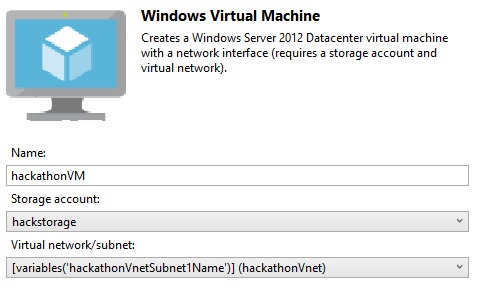 Windows Virtual Machine
Creates a Windows Server 2012 Datacenter virtual machine
with a network interface (requires a storage account and
virtual network).
Name:
hackathonVM
Storage account:
hackstorage
Virtual network/subnet:
[variables('hackathonVnetSubnet1Name')] (hackathonVnet)